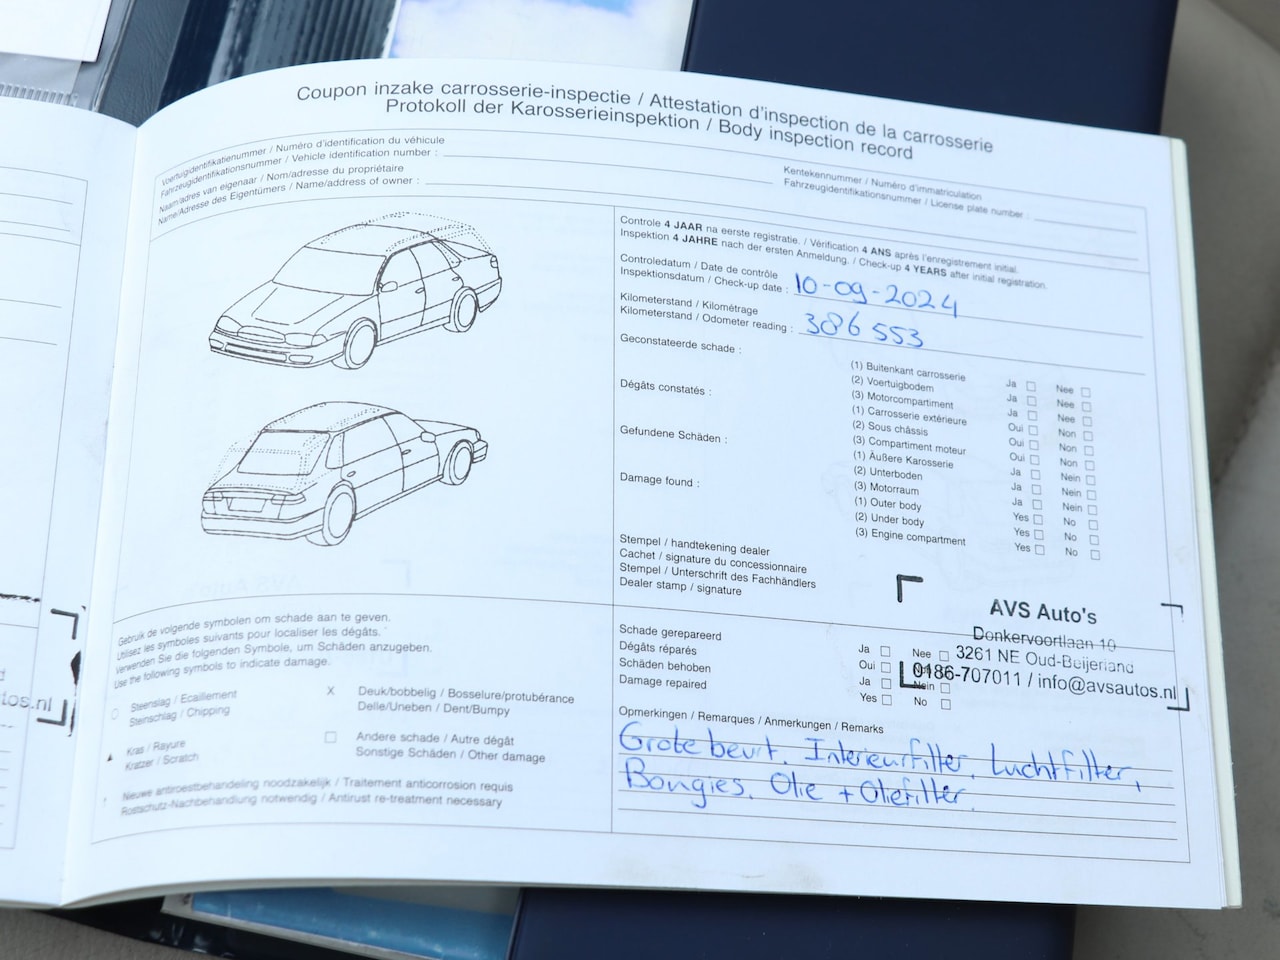 Coupon inzake carrosserie-inspectie / Attestation d'inspection de la carrosserie
Protokoll der Karosserieinspektion / Body inspection record
Voertuigidentifikatienummer / Numéro d'identification du véhicule
Fahrzeugidentifikationsnummer / Vehicle identification number :
Naam/adres van eigenaar / Nom/adresse du propriétaire
Name/Adresse des Eigentümers / Name/address of owner :
Kentekennummer / Numéro d'immatriculation
Fahrzeugidentifikationsnummer / License plate number :
Controle 4 JAAR na eerste registratie. / Vérification 4 ANS après l'enregistrement initial.
Inspektion 4 JAHRE nach der ersten Anmeldung. / Check-up 4 YEARS after initial registration.
Controledatum / Date de contrôle
Inspektionsdatum / Check-up date : 10-09-2024
Kilometerstand / Kilométrage
Kilometerstand / Odometer reading : 386 553
Geconstateerde schade :
(1) Buitenkant carrosserie Ja Nee
(2) Voertuigbodem Ja Nee
(3) Motorcompartiment Ja Nee
Dégâts constatés :
(1) Carrosserie extérieure Oui Non
(2) Sous châssis Oui Non
(3) Compartiment moteur Oui Non
Gefundene Schäden :
(1) Äußere Karosserie Ja Nein
(2) Unterboden Ja Nein
(3) Motorraum Ja Nein
Damage found :
(1) Outer body Yes No
(2) Under body Yes No
(3) Engine compartment Yes No
Stempel / handtekening dealer
Cachet / signature du concessionnaire
Stempel / Unterschrift des Fachhändlers
Dealer stamp / signature
AVS Auto's
Donkervoortlaan 10
3261 NE Oud-Beijerland
0186-707011 / info@avsautos.nl
Schade gerepareerd Ja Nee
Dégâts réparés Oui
Schäden behoben Ja Nein
Damage repaired Yes No
Opmerkingen / Remarques / Anmerkungen / Remarks
Grote beurt. Interieurfilter, Luchtfilter,
Bougies. Olie + Oliefilter.
Gebruik de volgende symbolen om schade aan te geven.
Utilisez les symboles suivants pour localiser les dégâts.
Verwenden Sie die folgende Symbole, um Schäden anzugeben.
Use the following symbols to indicate damage.
Steenslag / Ecaillement
Steinschlag / Chipping
X Deuk/bobbelig / Bosselure/protubérance
Delle/Uneben / Dent/Bumpy
Kras / Rayure
Kratzer / Scratch
Andere schade / Autre dégât
Sonstige Schäden / Other damage
Nieuwe antiroestbehandeling noodzakelijk / Traitement anticorrosion requis
Rostschutz-Nachbehandlung notwendig / Antirust re-treatment necessary
tos.nl